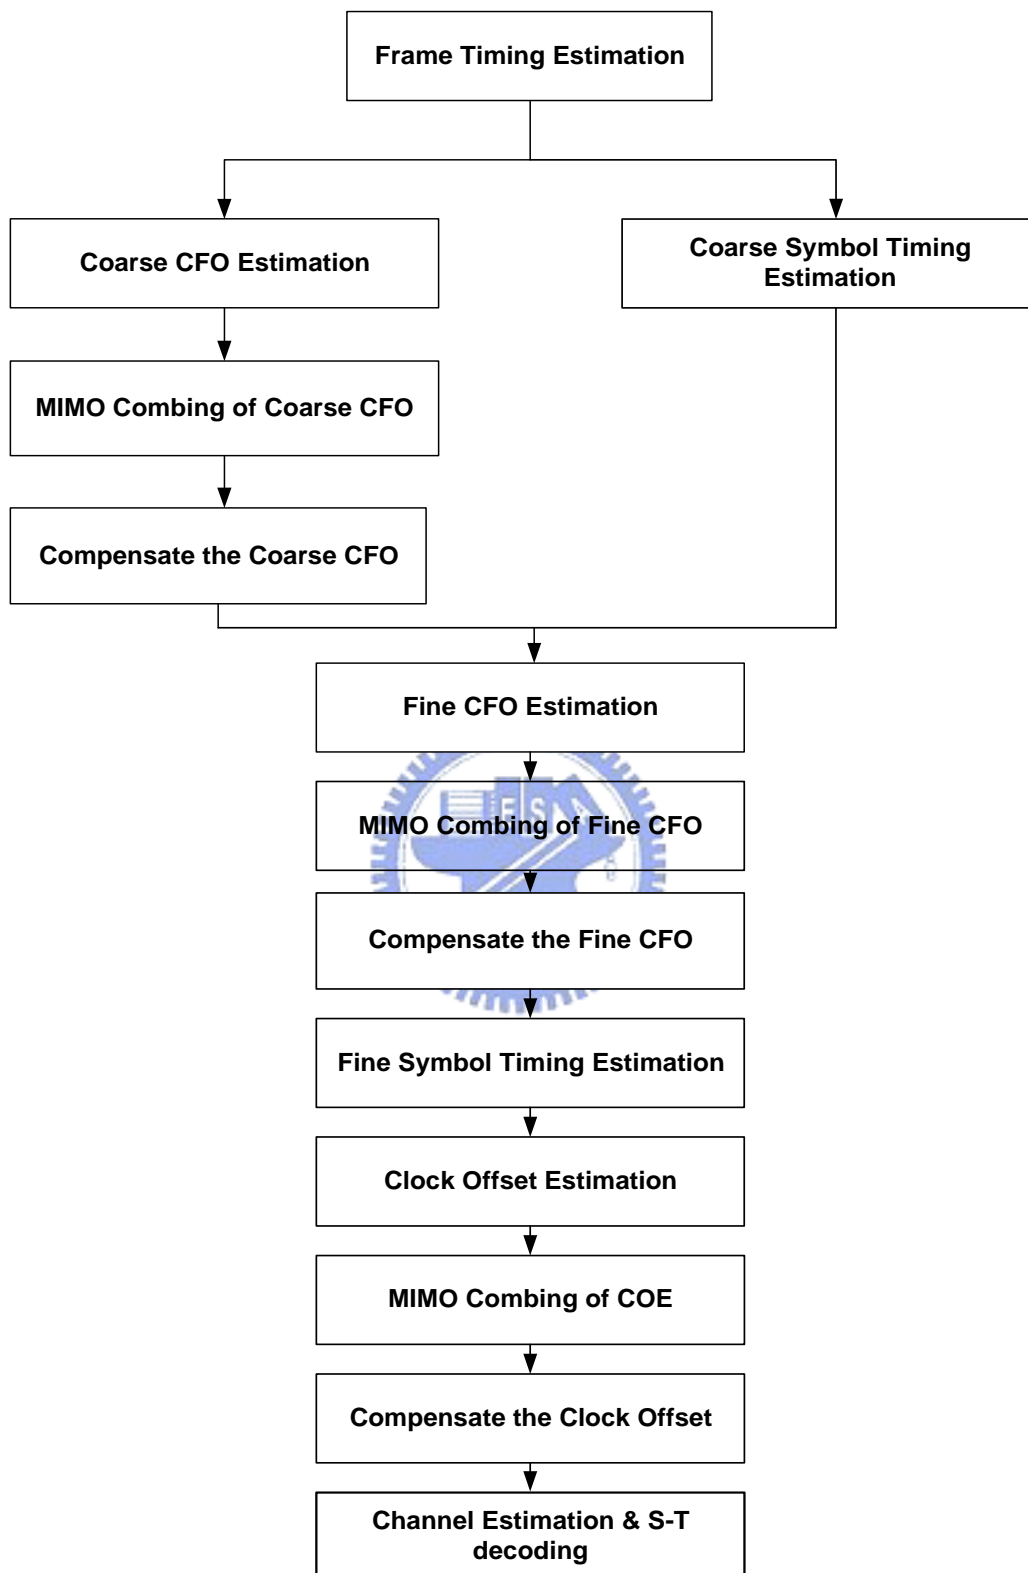 Frame Timing Estimation
Coarse CFO Estimation
Coarse Symbol Timing
Estimation
MIMO Combing of Coarse CFO
Compensate the Coarse CFO
Fine CFO Estimation
ES
MIMO Combing of Fine CFO
Compensate the Fine CFO
Fine Symbol Timing Estimation
Clock Offset Estimation
MIMO Combing of COE
Compensate the Clock Offset
Channel Estimation & S-T
decoding